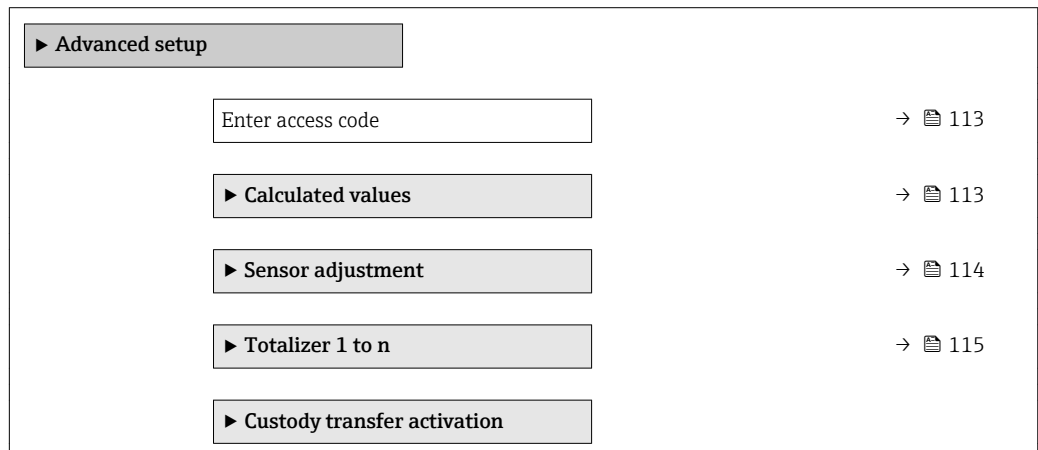 ▶ Advanced setup
Enter access code → 113
▶ Calculated values → 113
▶ Sensor adjustment → 114
▶ Totalizer 1 to n → 115
▶ Custody transfer activation